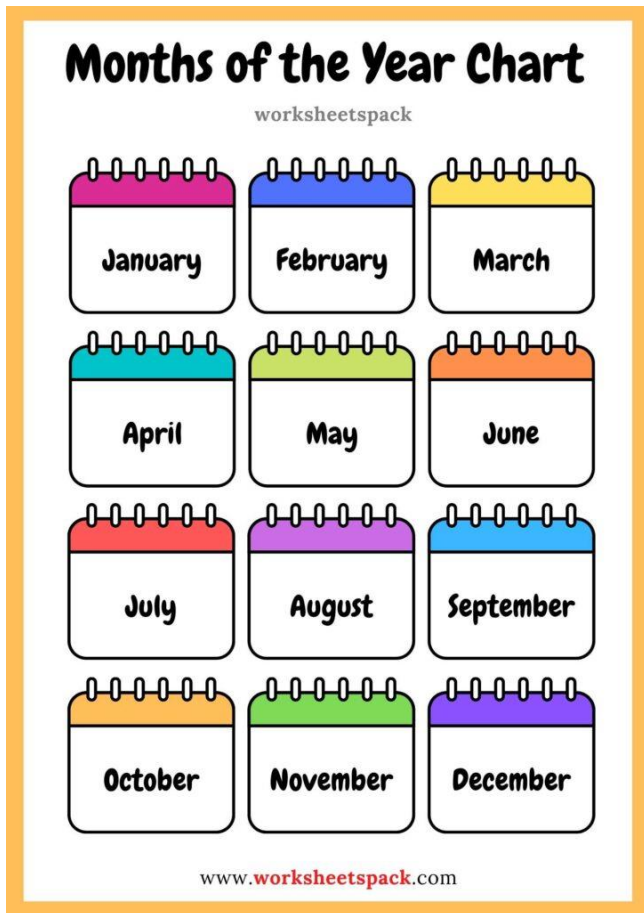 Months of the Year Chart
worksheetspack
January February March
April May June
July August September
October November December
www.worksheetspack.com